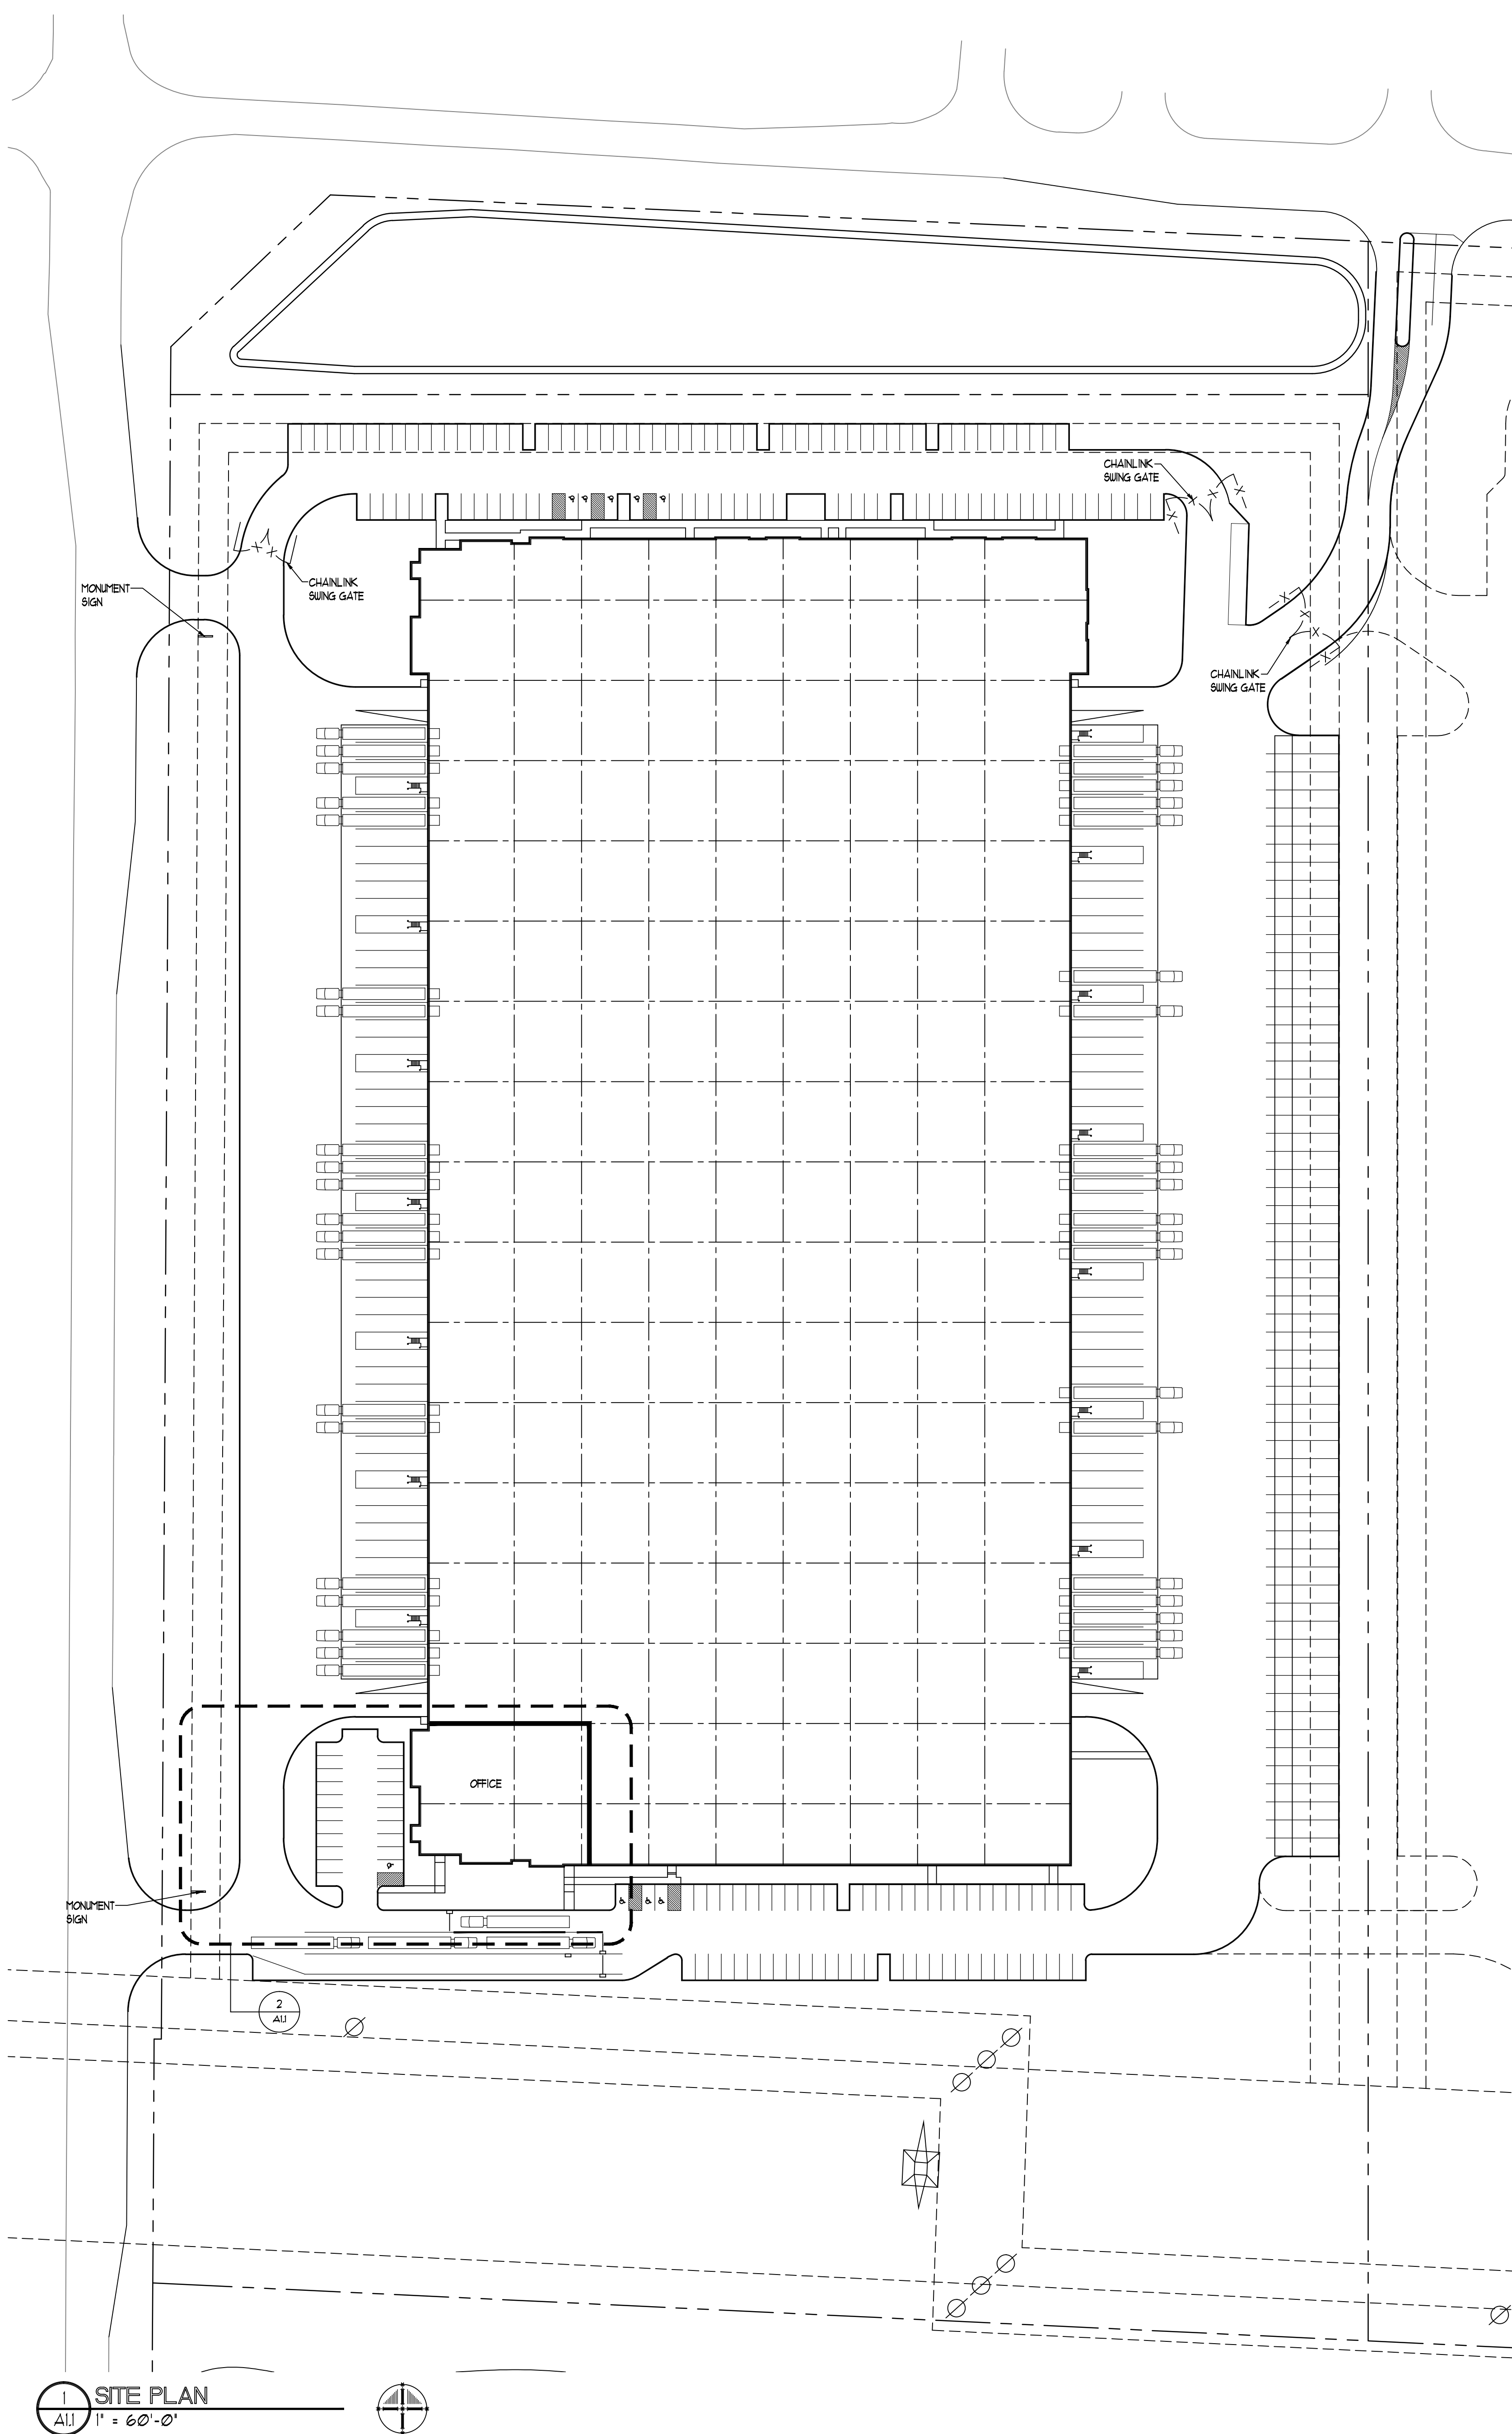 CHAINLINK
SWING GATE
CHAINLINK
SWING GATE
MONUMENT
SIGN
CHAINLINK
SWING GATE
OFFICE
MONUMENT
SIGN
2
A1.1
1
A1.1
SITE PLAN
1" = 60'-0"